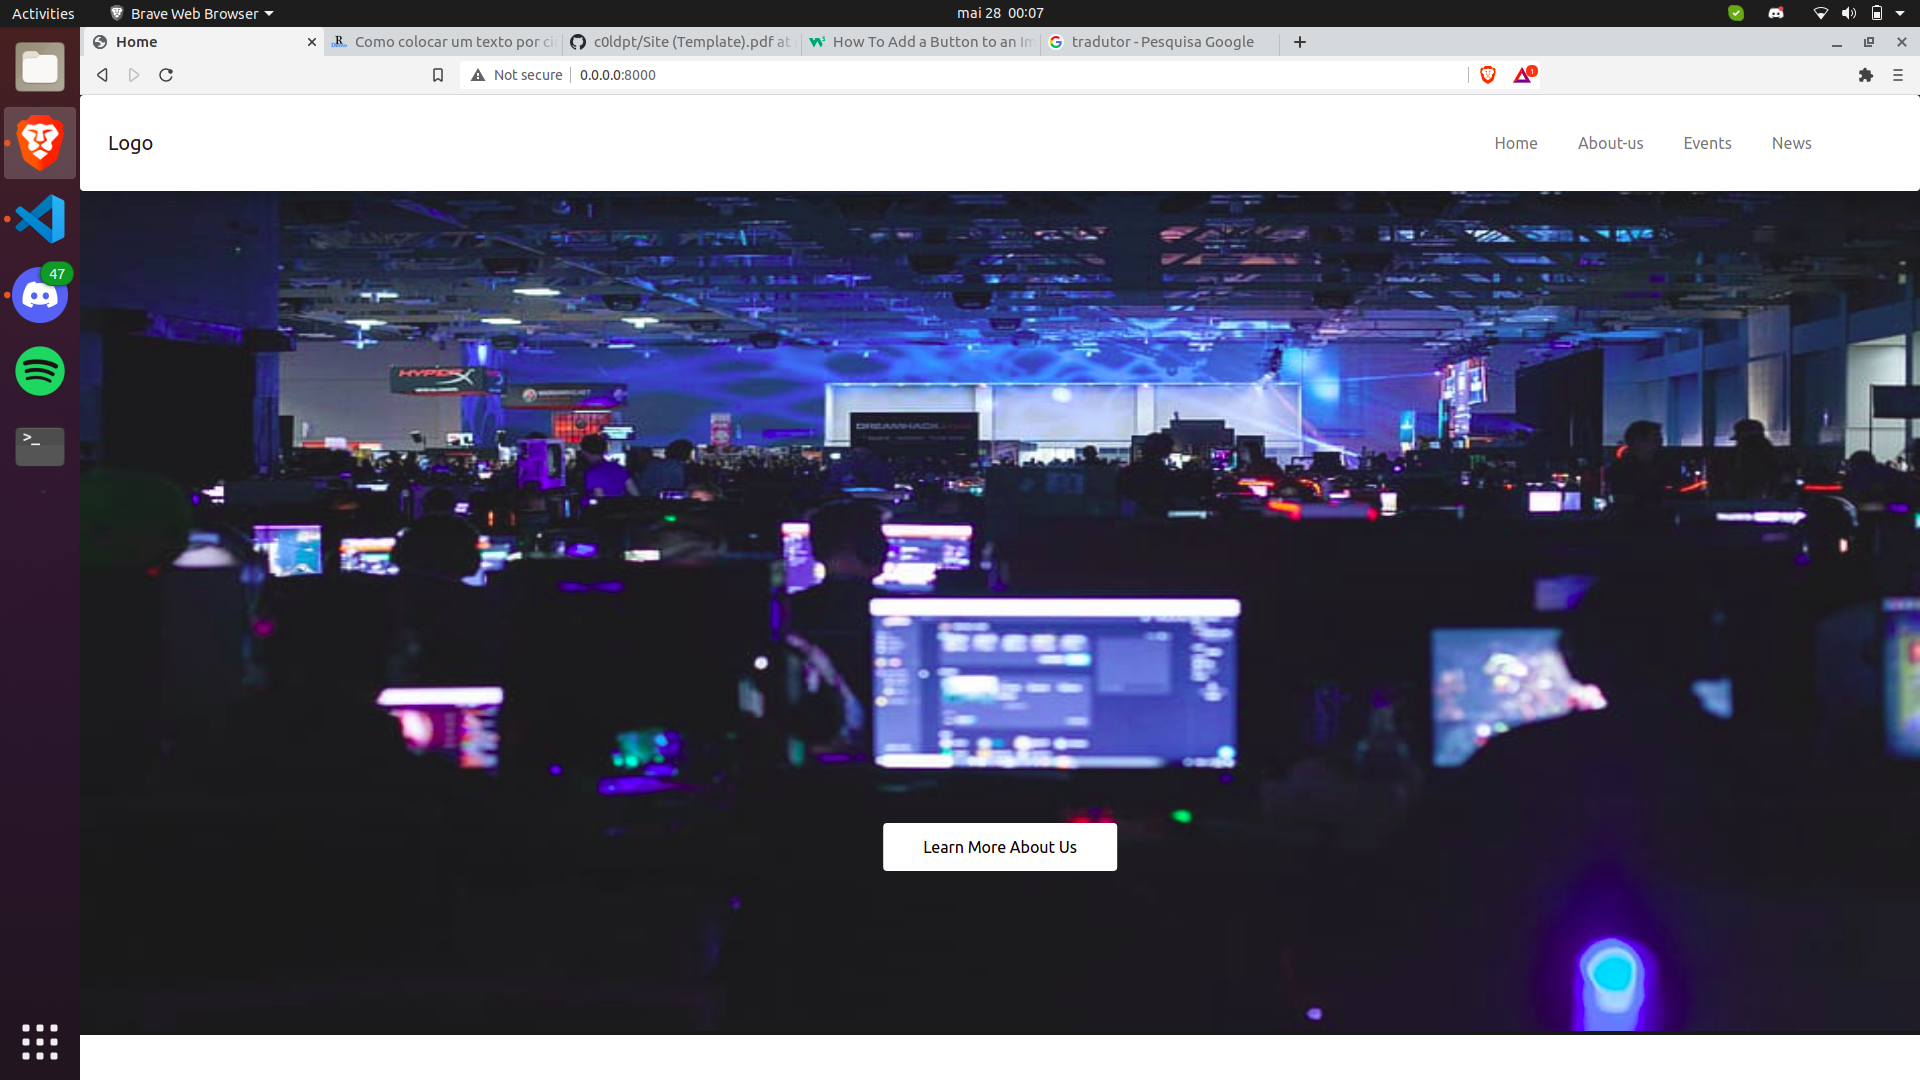 Activities
Brave Web Browser
mai 28 00:07
Home
Como colocar um texto por ci
c0ldpt/Site (Template).pdf at
How To Add a Button to an Im
tradutor - Pesquisa Google
Not secure
0.0.0.0:8000
1
Logo
Home
About-us
Events
News
47
HYPERX
DREAMHACK
>_
Learn More About Us